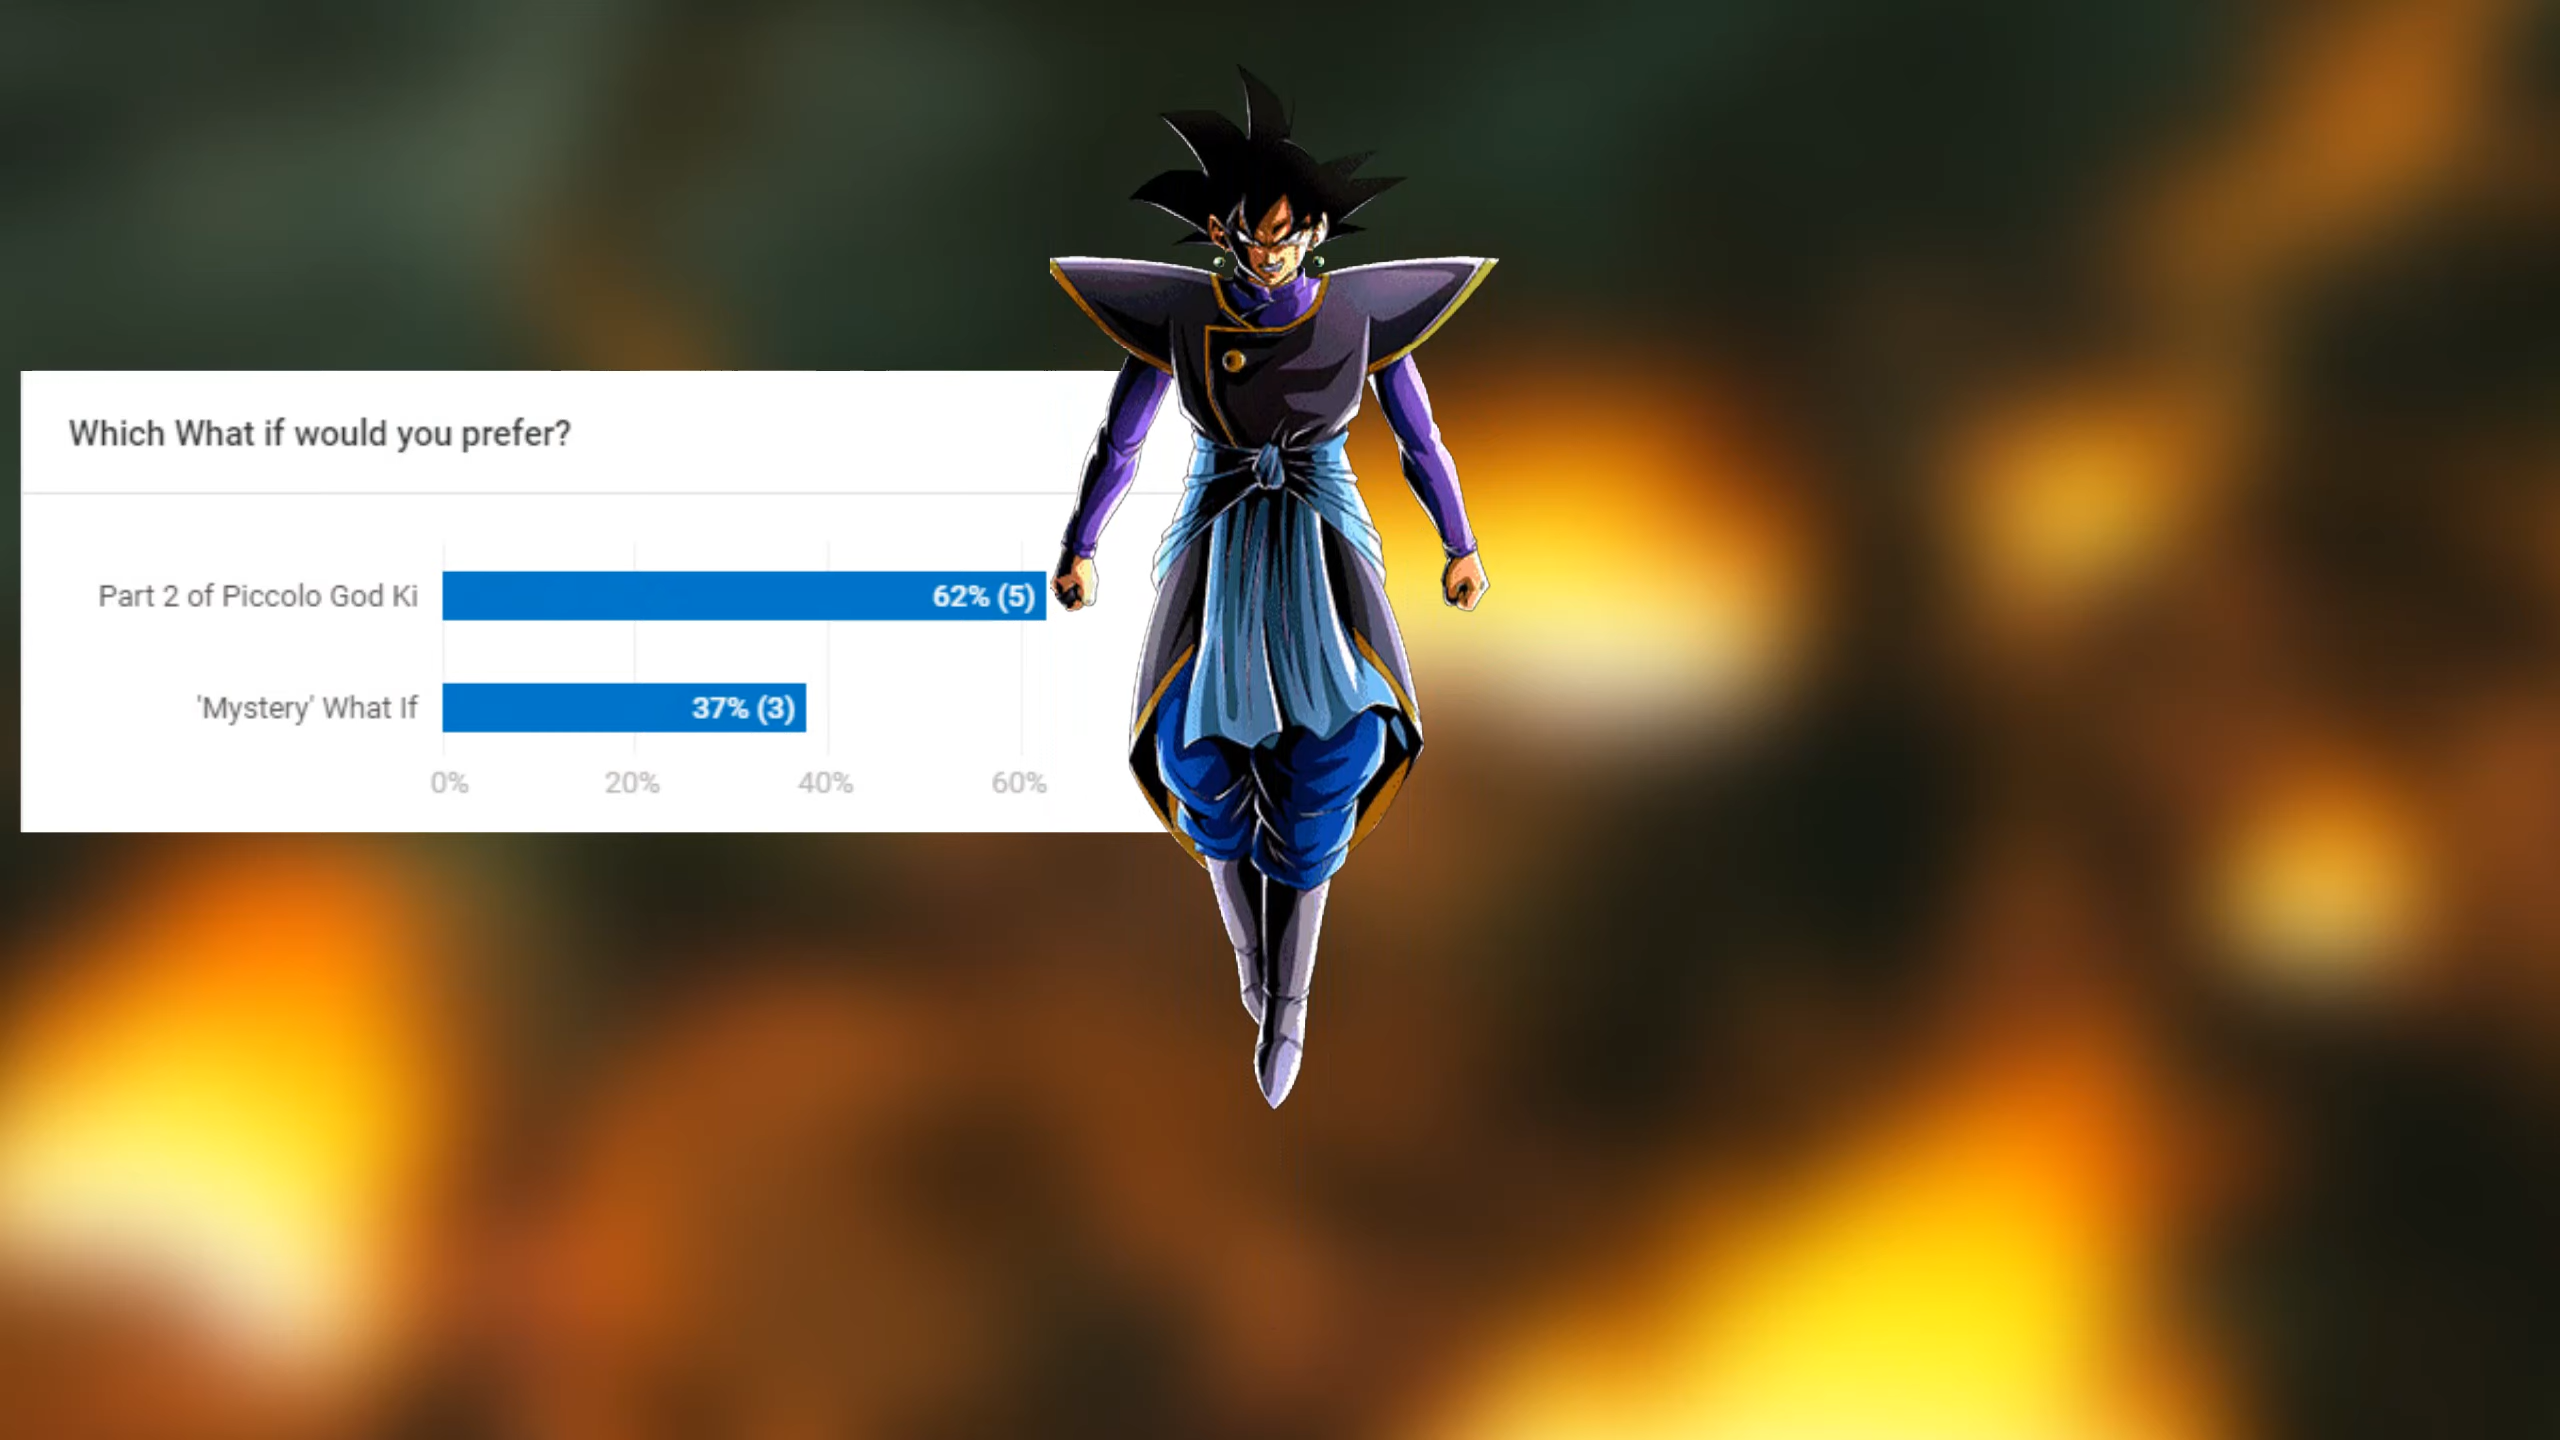 Which What if would you prefer?
Part 2 of Piccolo God Ki 62% (5)
'Mystery' What If 37% (3)
0% 20% 40% 60%